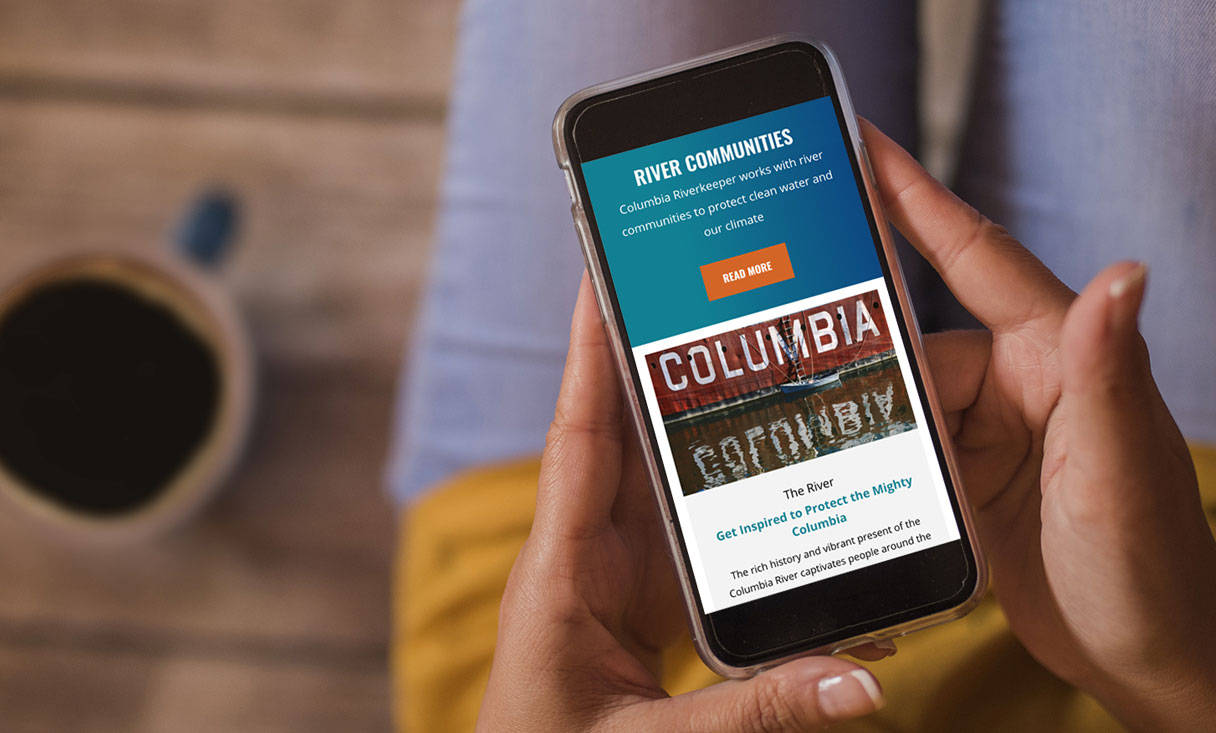 RIVER COMMUNITIES
Columbia Riverkeeper works with river
communities to protect clean water and
our climate
READ MORE
COLUMBIA
COLUMBIA
The River
Get Inspired to Protect the Mighty
Columbia
The rich history and vibrant present of the
Columbia River captivates people around the